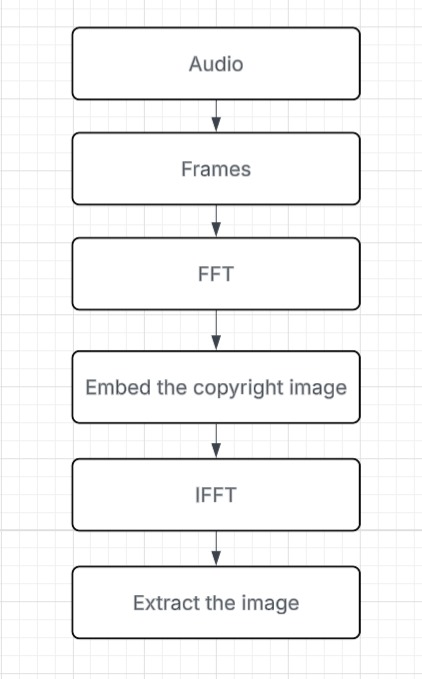 Audio
Frames
FFT
Embed the copyright image
IFFT
Extract the image